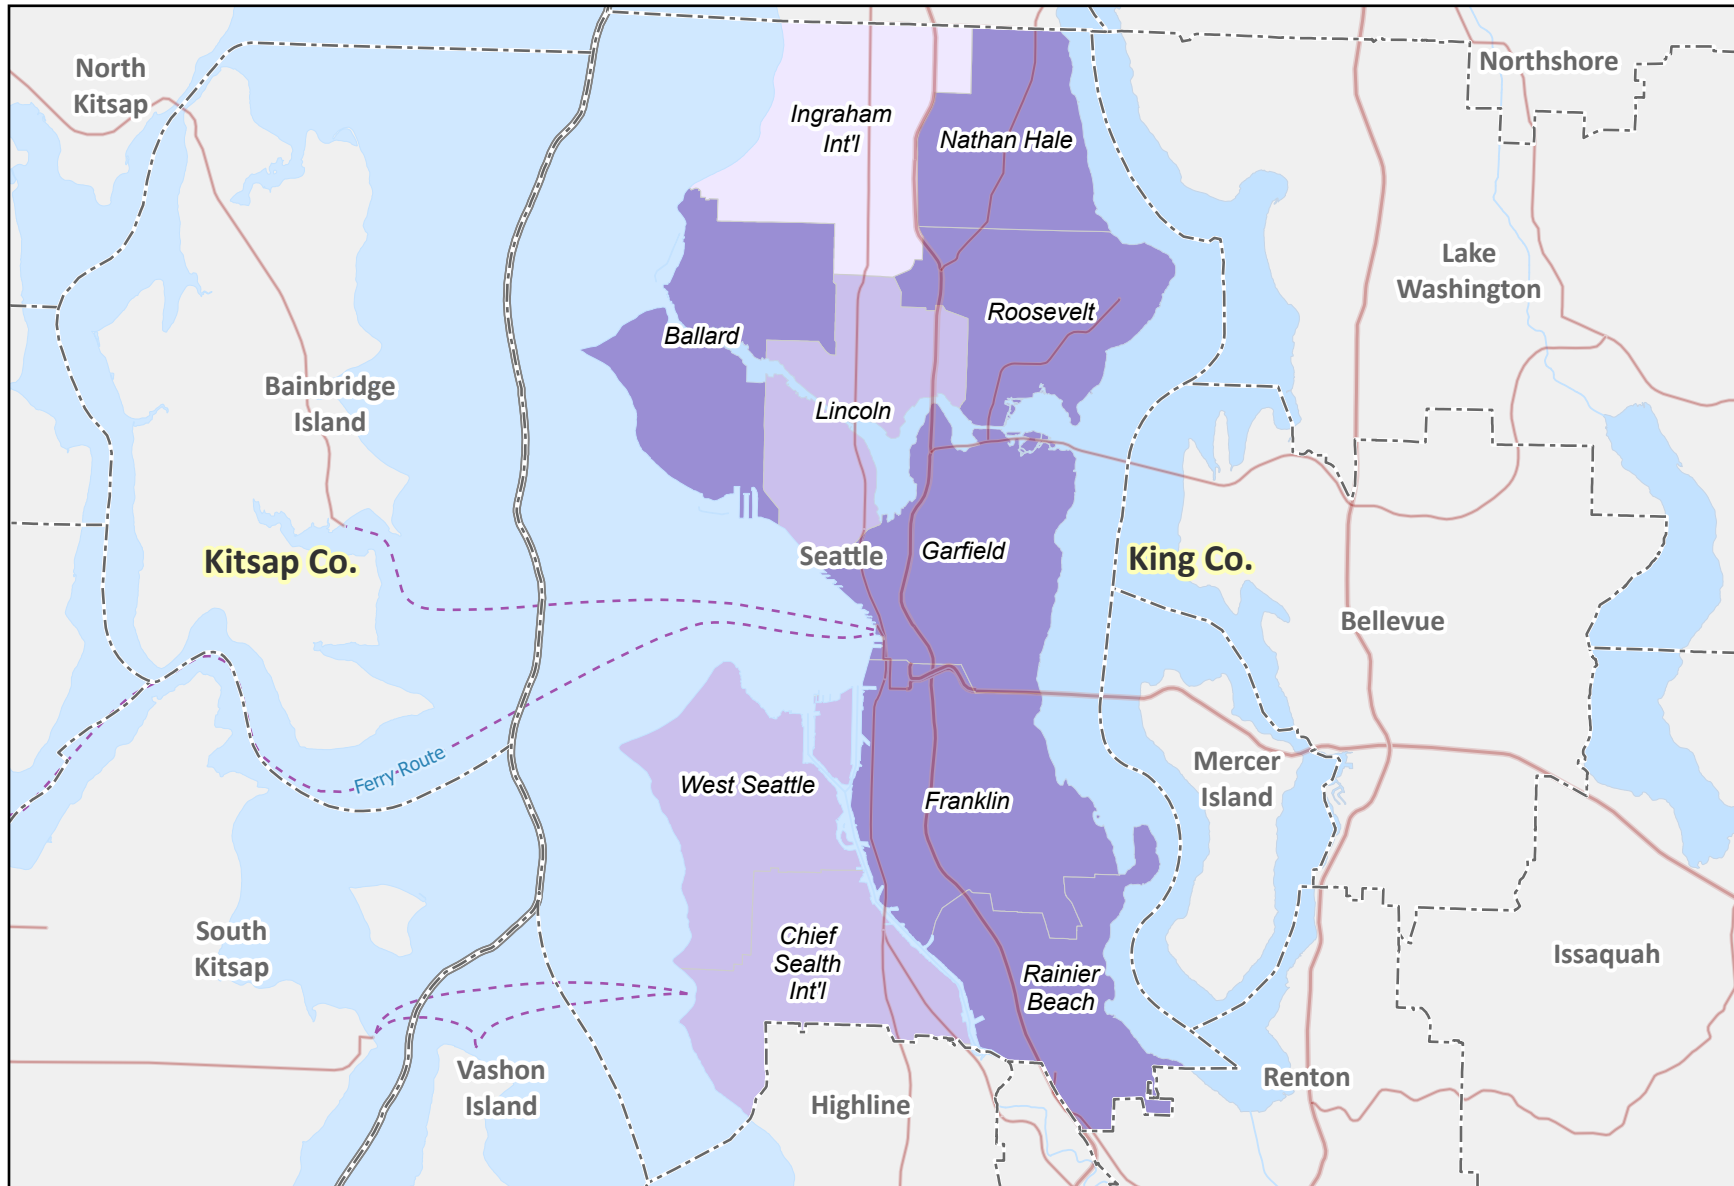 North
Kitsap
Northshore
Ingraham
Int'l
Nathan Hale
Lake
Washington
Roosevelt
Ballard
Bainbridge
Island
Lincoln
Kitsap Co.
Seattle
Garfield
King Co.
Bellevue
Ferry Route
West Seattle
Mercer
Island
Franklin
South
Kitsap
Chief
Sealth
Int'l
Issaquah
Rainier
Beach
Vashon
Island
Renton
Highline